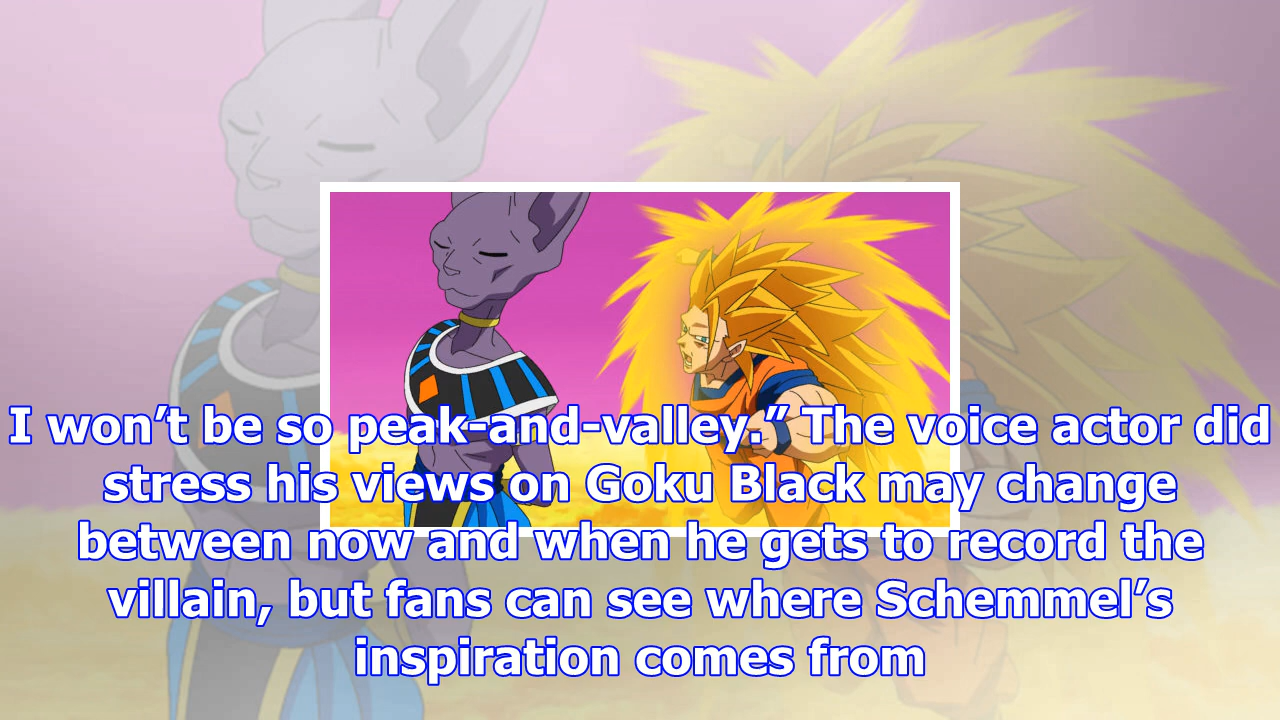 I won’t be so peak-and-valley.” The voice actor did
stress his views on Goku Black may change
between now and when he gets to record the
villain, but fans can see where Schemmel’s
inspiration comes from